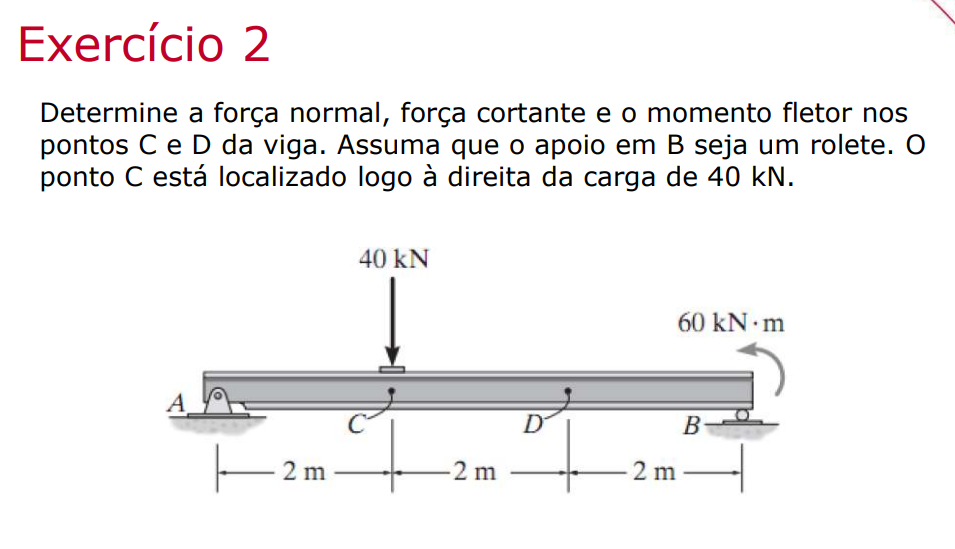 Exercício 2
Determine a força normal, força cortante e o momento fletor nos
pontos C e D da viga. Assuma que o apoio em B seja um rolete. O
ponto C está localizado logo à direita da carga de 40 kN.
40 kN
60 kN·m
A
C
D
B
2 m
2 m
2 m